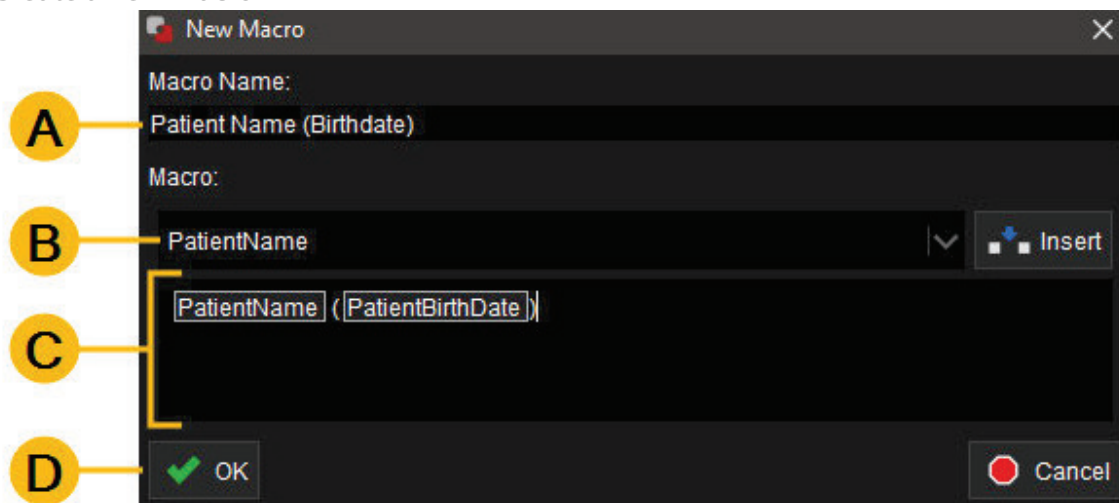 New Macro
Macro Name:
A
Patient Name (Birthdate)
Macro:
B
PatientName
Insert
C
PatientName ( PatientBirthDate )
D
OK
Cancel